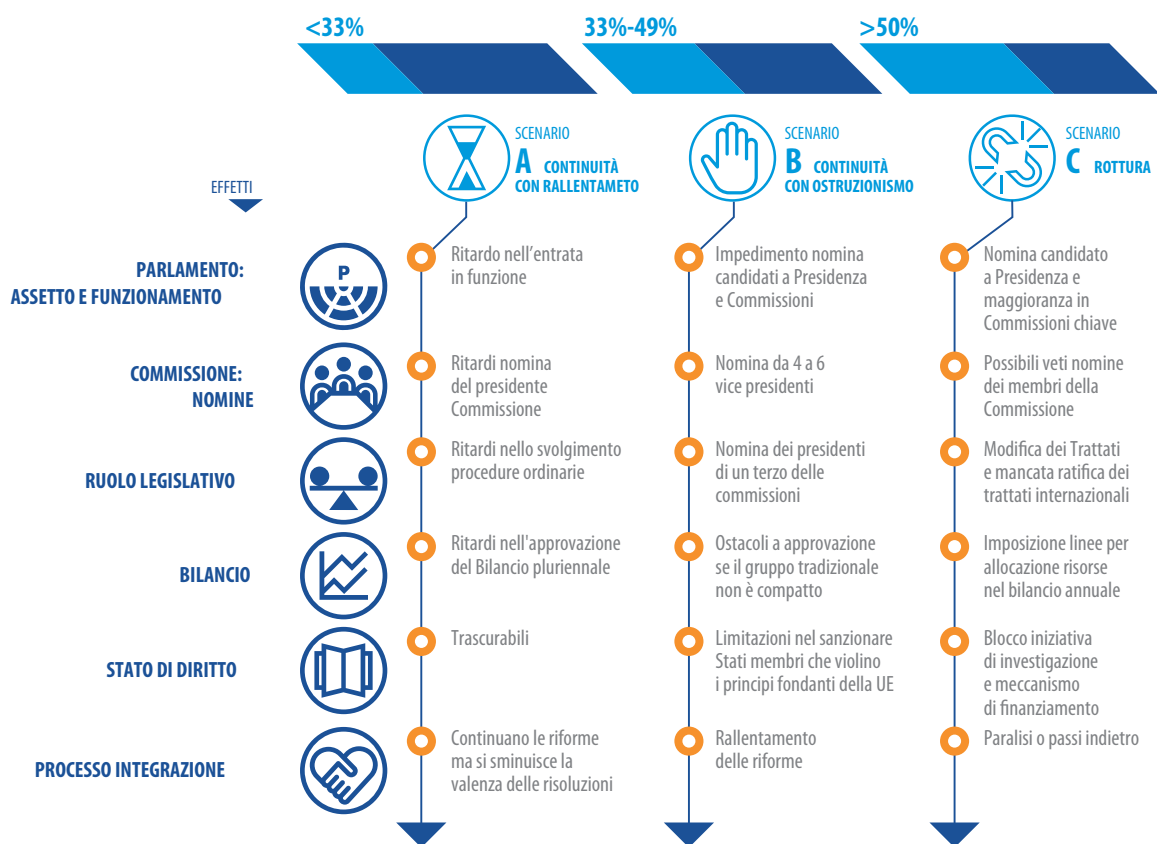 <33%
33%-49%
>50%
SCENARIO
A CONTINUITÀ
CON RALLENTAMETO
SCENARIO
B CONTINUITÀ
CON OSTRUZIONISMO
SCENARIO
C ROTTURA
EFFETTI
PARLAMENTO:
ASSETTO E FUNZIONAMENTO
P
Ritardo nell'entrata
in funzione
Impedimento nomina
candidati a Presidenza
e Commissioni
Nomina candidato
a Presidenza e
maggioranza in
Commissioni chiave
COMMISSIONE:
NOMINE
Ritardi nomina
del presidente
Commissione
Nomina da 4 a 6
vice presidenti
Possibili veti nomine
dei membri della
Commissione
RUOLO LEGISLATIVO
Ritardi nello svolgimento
procedure ordinarie
Nomina dei presidenti
di un terzo delle
commissioni
Modifica dei Trattati
e mancata ratifica dei
trattati internazionali
BILANCIO
Ritardi nell'approvazione
del Bilancio pluriennale
Ostacoli a approvazione
se il gruppo tradizionale
non è compatto
Imposizione linee per
allocazione risorse
nel bilancio annuale
STATO DI DIRITTO
Trascurabili
Limitazioni nel sanzionare
Stati membri che violino
i principi fondanti della UE
Blocco iniziativa
di investigazione
e meccanismo
di finanziamento
PROCESSO INTEGRAZIONE
Continuano le riforme
ma si sminuisce la
valenza delle risoluzioni
Rallentamento
delle riforme
Paralisi o passi indietro